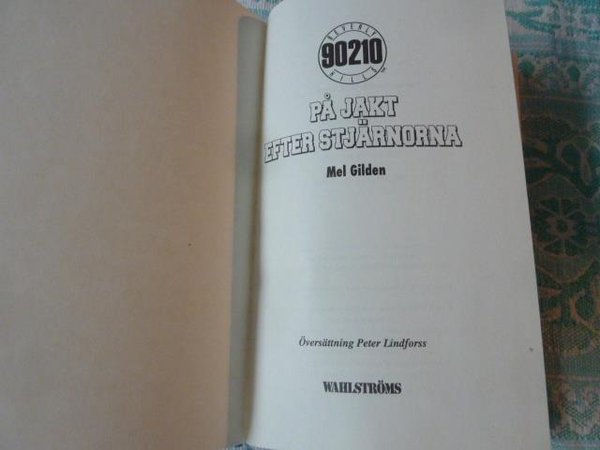 BEVERLY
90210
HILLS
PÅ JAKT
EFTER STJÄRNORNA
Mel Gilden
Översättning Peter Lindforss
WAHLSTRÖMS